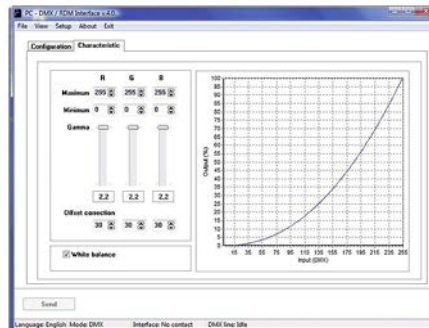 PC - DMX / RDM Interface v.4.0.
File View Setup About Exit
Configuration Characteristic
R G B
Maximum 255 255 255
Minimum 0 0 0
Gamma
2,2 2,2 2,2
Offset correction
30 30 30
White balance
Output (%)
100
95
90
85
80
75
70
65
60
55
50
45
40
35
30
25
20
15
10
5
0
15 35 55 75 95 115 135 155 175 195 215 235 255
Input (DMX)
Send
Language: English Mode: DMX Interface: No contact DMX line: Idle